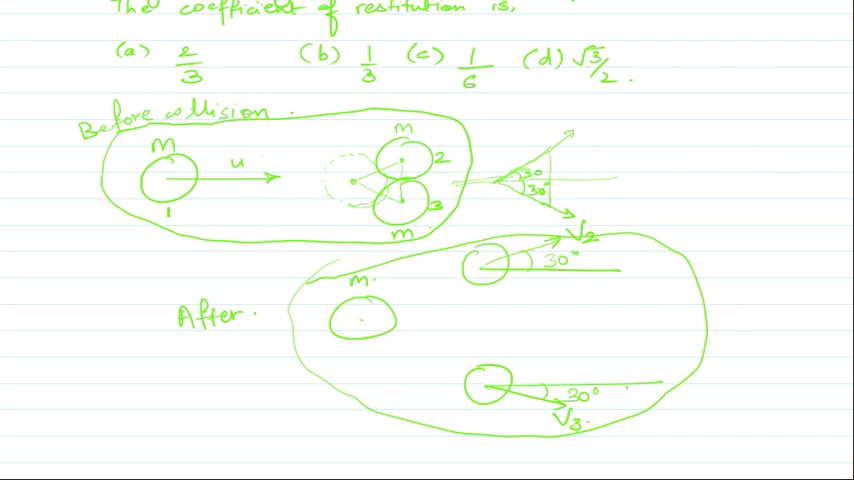 The coefficient of restitution is,
(a) 2/3 (b) 1/3 (c) 1/6 (d) √3/2.
Before collision.
m
m
u
2
1
3
m
30
30°
V2
30°
m.
After.
30°
V3.